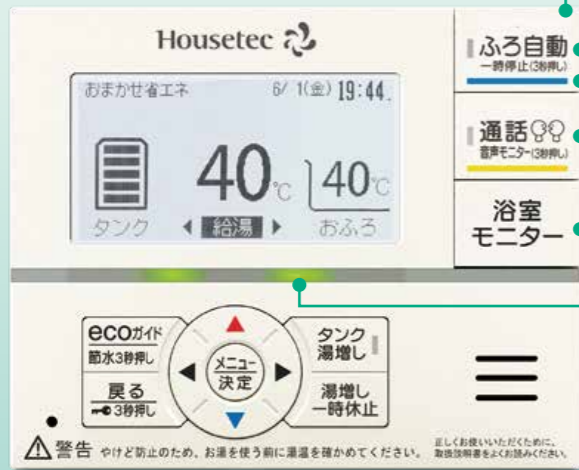 Housetec
おまかせ省エネ 6/ 1(金) 19:44
40℃ 40℃
タンク 給湯 おふろ
ふろ自動
一時停止(3秒押し)
通話
音声モニター(3秒押し)
浴室
モニター
ecoガイド
節水3秒押し
戻る
3秒押し
メニュー
決定
タンク
湯増し
湯増し
一時休止
警告 やけど防止のため、お湯を使う前に湯温を確かめてください。
正しくお使いいただくために、
取扱説明書をよくお読みください。